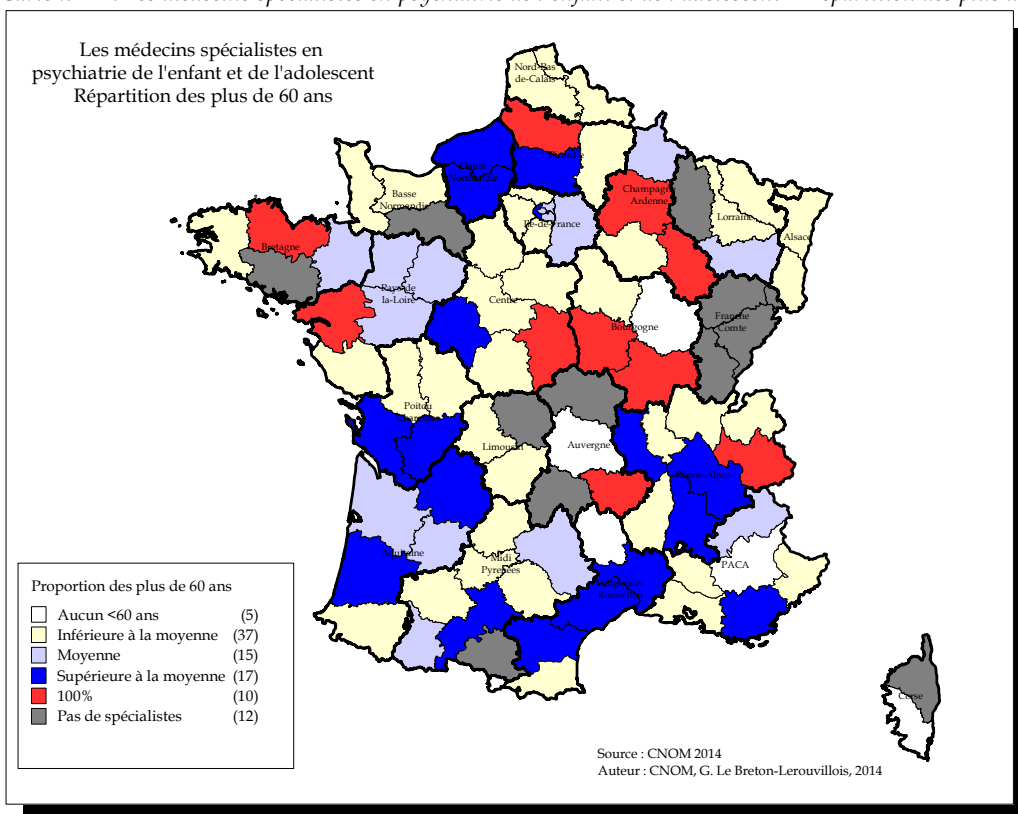 Les médecins spécialistes en
psychiatrie de l'enfant et de l'adolescent
Répartition des plus de 60 ans
Nord-Pas
de-Calais
Picardie
Haute
Normandie
Basse
Normandie
Champagne
Ardenne
Lorraine
Alsace
Ile-de-France
Bretagne
Pays de
la-Loire
Centre
Bourgogne
Franche
Comte
Poitou
Charentes
Limousin
Auvergne
Rhone-Alpes
Aquitaine
Midi
Pyrenées
Languedoc
Roussillon
PACA
Corse
Proportion des plus de 60 ans
Aucun <60 ans (5)
Inférieure à la moyenne (37)
Moyenne (15)
Supérieure à la moyenne (17)
100% (10)
Pas de spécialistes (12)
Source : CNOM 2014
Auteur : CNOM, G. Le Breton-Lerouvillois, 2014